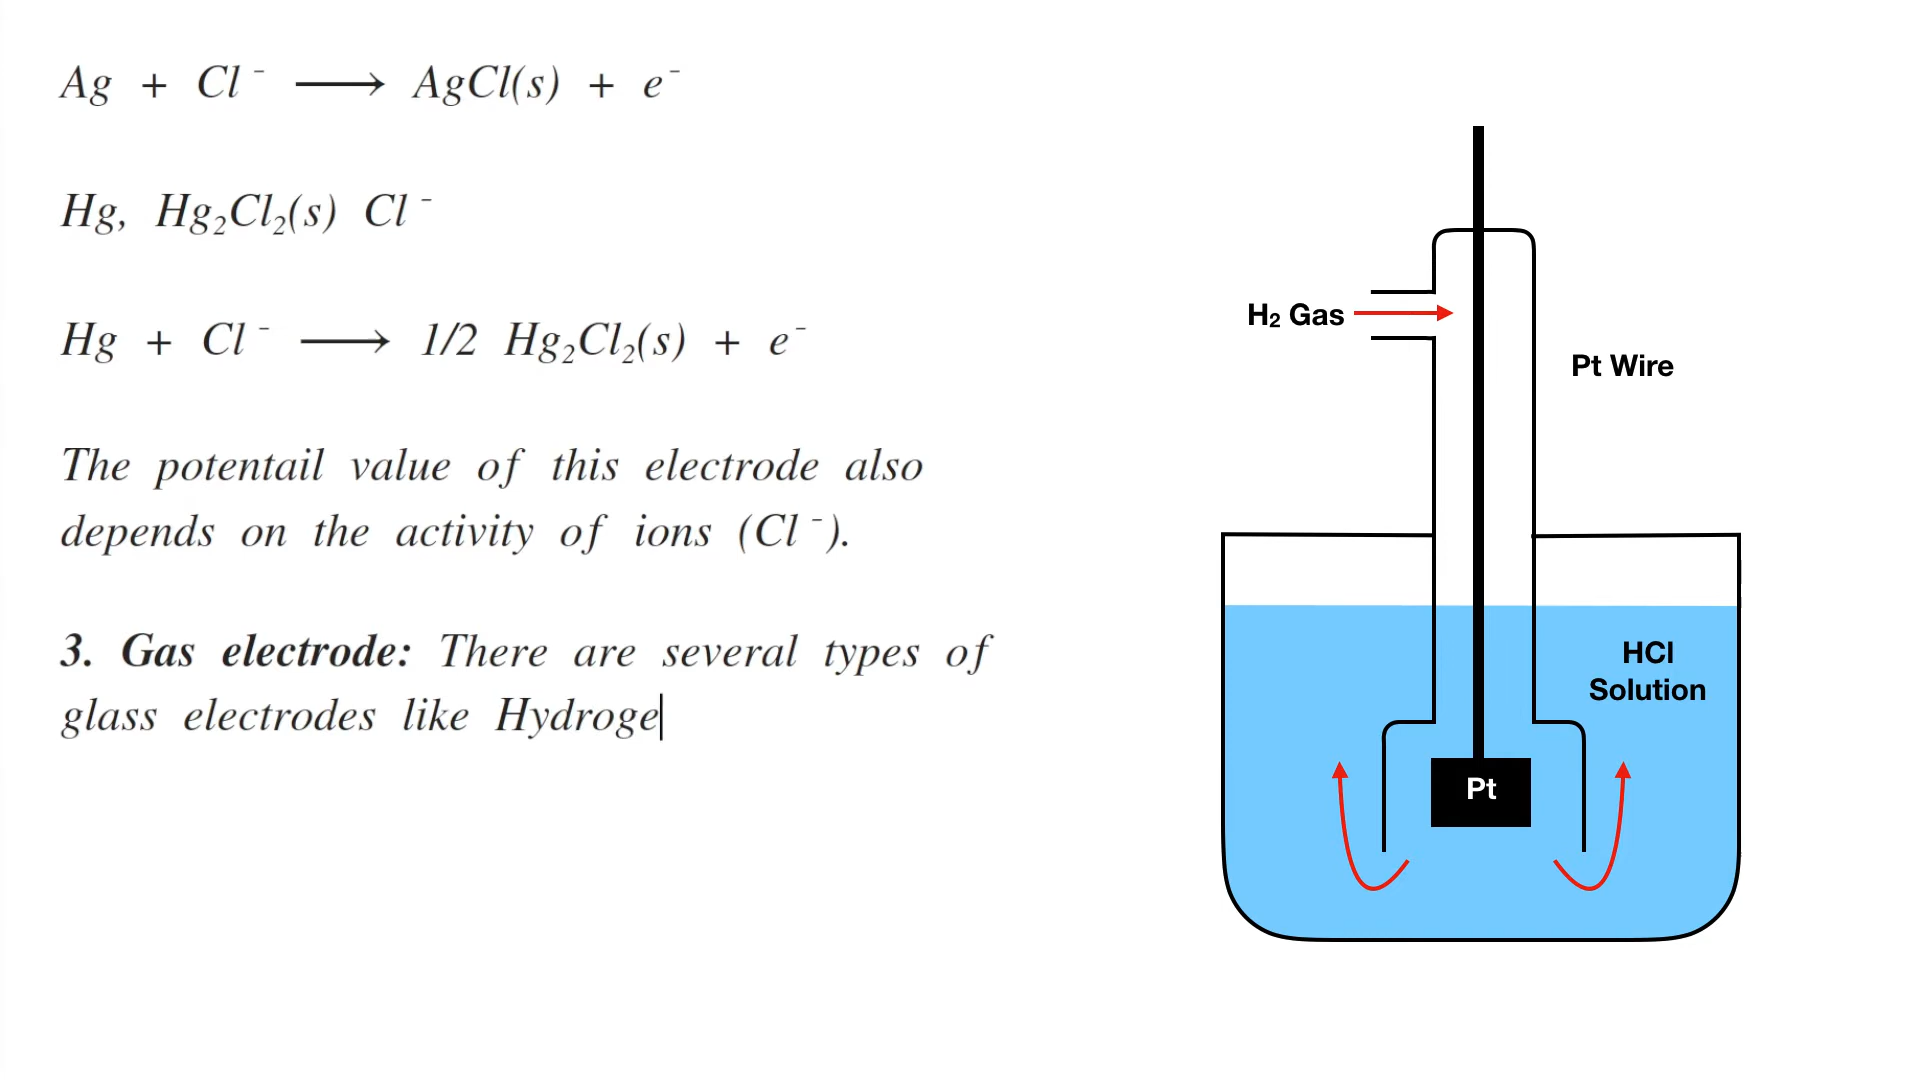 Ag + Cl⁻ ⟶ AgCl(s) + e⁻
Hg, Hg₂Cl₂(s) Cl⁻
Hg + Cl⁻ ⟶ 1/2 Hg₂Cl₂(s) + e⁻
The potentail value of this electrode also
depends on the activity of ions (Cl⁻).
3. Gas electrode: There are several types of
glass electrodes like Hydroge
H₂ Gas
Pt Wire
HCl
Solution
Pt